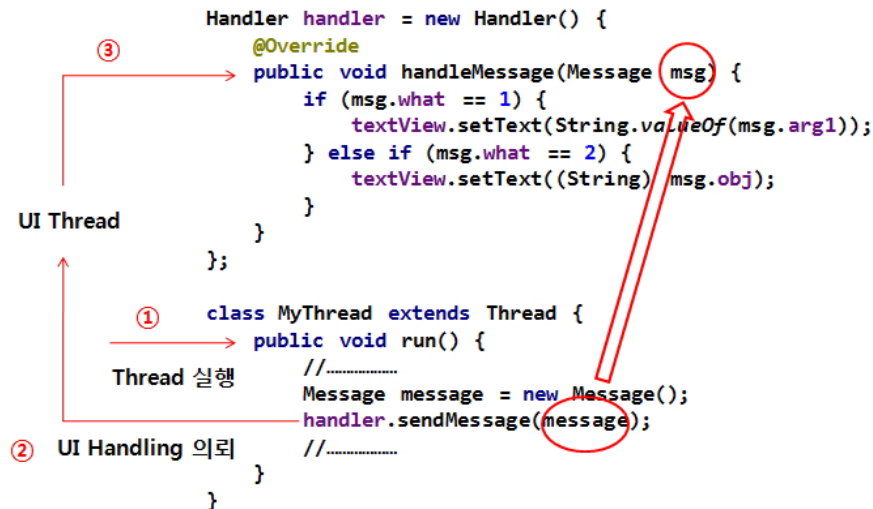 Handler handler = new Handler() {
@Override
③
public void handleMessage(Message msg) {
if (msg.what == 1) {
textView.setText(String.valueOf(msg.arg1));
} else if (msg.what == 2) {
textView.setText((String) msg.obj);
}
UI Thread
}
};
① class MyThread extends Thread {
public void run() {
Thread 실행
//..................
Message message = new Message();
handler.sendMessage(message);
② UI Handling 의뢰
//..................
}
}